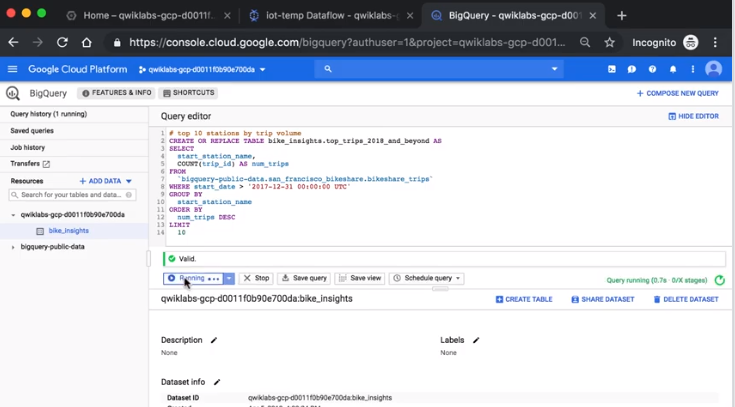 Home – qwiklabs-gcp-d0011f
iot-temp Dataflow - qwiklabs-g
BigQuery - qwiklabs-gcp-d001
https://console.cloud.google.com/bigquery?authuser=1&project=qwiklabs-gcp-d001...
Incognito
Google Cloud Platform
qwiklabs-gcp-d0011f0b90e700da
BigQuery
FEATURES & INFO
SHORTCUTS
+ COMPOSE NEW QUERY
Query history (1 running)
Saved queries
Job history
Transfers
Resources
+ ADD DATA
Search for your tables and data...
qwiklabs-gcp-d0011f0b90e700da
bike_insights
bigquery-public-data
Query editor
HIDE EDITOR
1 # top 10 stations by trip volume
2 CREATE OR REPLACE TABLE bike_insights.top_trips_2018_and_beyond AS
3 SELECT
4 start_station_name,
5 COUNT(trip_id) AS num_trips
6 FROM
7 `bigquery-public-data.san_francisco_bikeshare.bikeshare_trips`
8 WHERE start_date > '2017-12-31 00:00:00 UTC'
9 GROUP BY
10 start_station_name
11 ORDER BY
12 num_trips DESC
13 LIMIT
14 10
Valid.
Running
Stop
Save query
Save view
Schedule query
Query running (0.7s · 0/X stages)
qwiklabs-gcp-d0011f0b90e700da:bike_insights
CREATE TABLE
SHARE DATASET
DELETE DATASET
Description
None
Labels
None
Dataset info
Dataset ID qwiklabs-gcp-d0011f0b90e700da:bike_insights